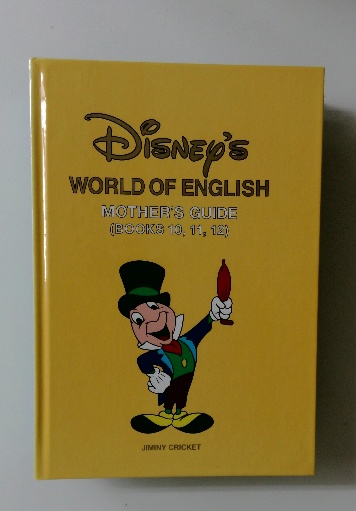 DISNEY'S
WORLD OF ENGLISH
MOTHER'S GUIDE
(BOOKS 10, 11, 12)
JIMINY CRICKET